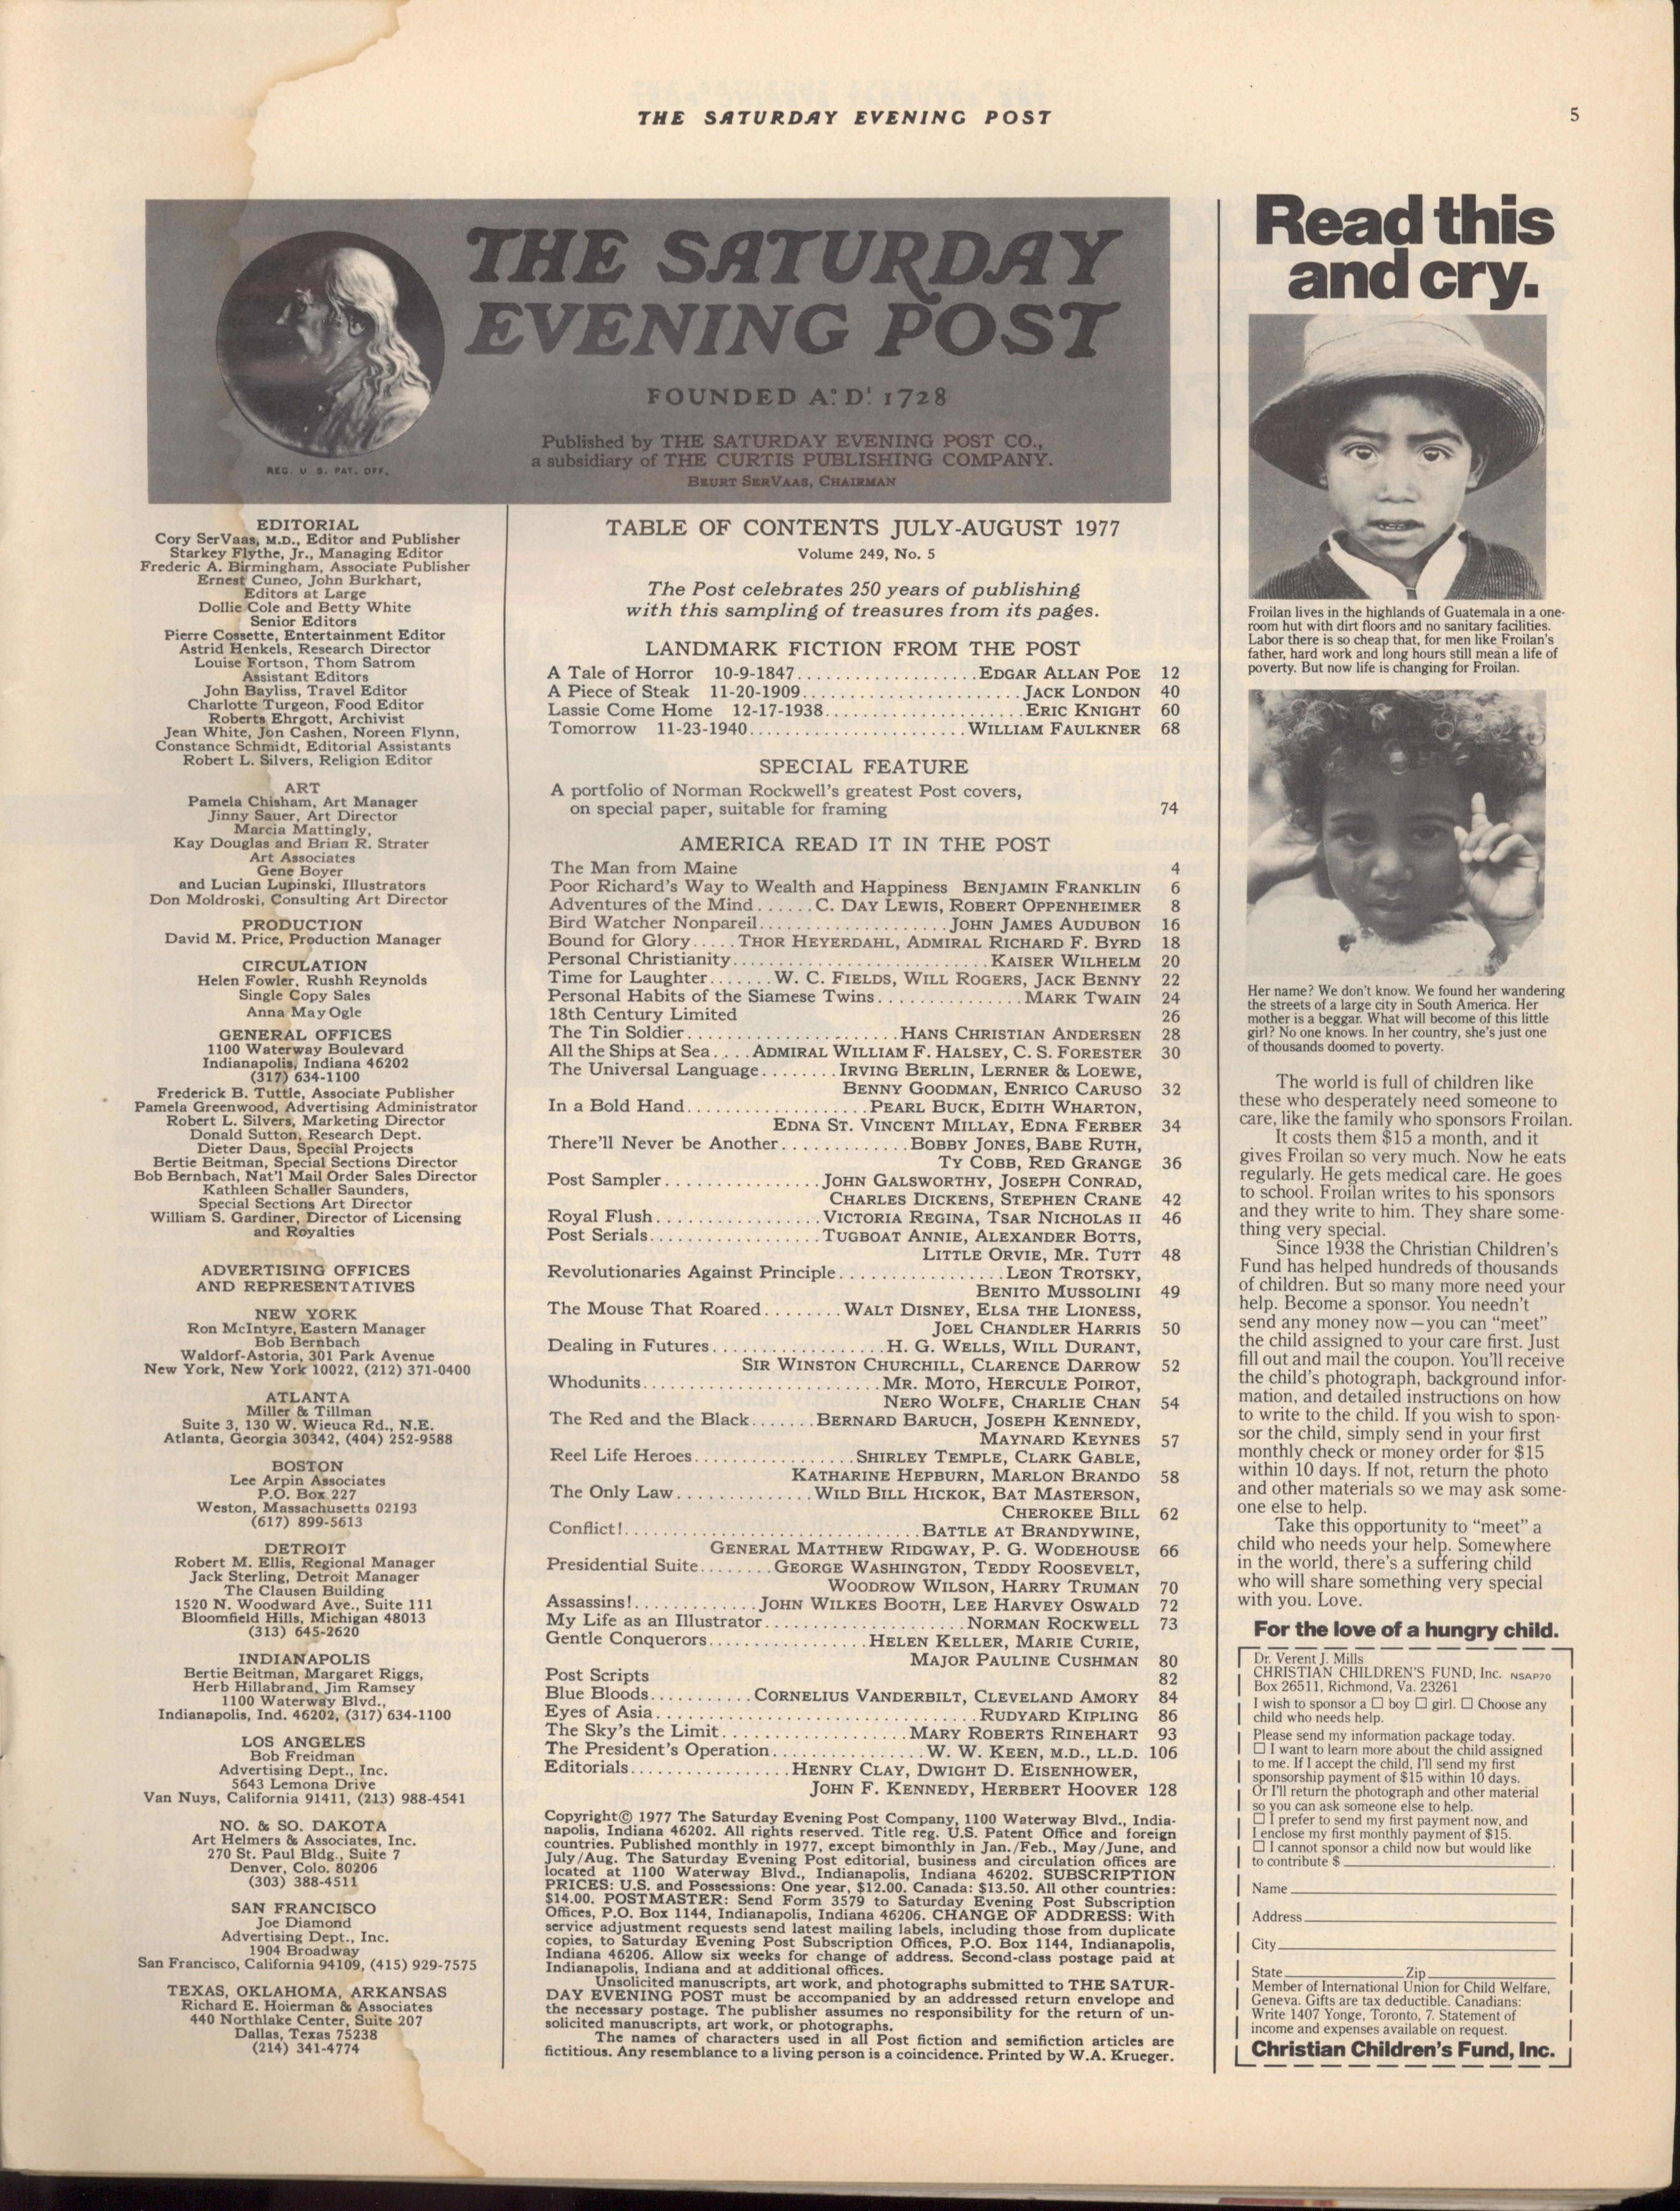 THE SATURDAY EVENING POST
5
THE SATURDAY
EVENING POST
FOUNDED A.º D.ⁱ 1728
Published by THE SATURDAY EVENING POST CO.,
a subsidiary of THE CURTIS PUBLISHING COMPANY.
BEURT SERVAAS, CHAIRMAN
REG. U S. PAT. OFF.
EDITORIAL
Cory SerVaas, M.D., Editor and Publisher
Starkey Flythe, Jr., Managing Editor
Frederic A. Birmingham, Associate Publisher
Ernest Cuneo, John Burkhart,
Editors at Large
Dollie Cole and Betty White
Senior Editors
Pierre Cossette, Entertainment Editor
Astrid Henkels, Research Director
Louise Fortson, Thom Satrom
Assistant Editors
John Bayliss, Travel Editor
Charlotte Turgeon, Food Editor
Roberts Ehrgott, Archivist
Jean White, Jon Cashen, Noreen Flynn,
Constance Schmidt, Editorial Assistants
Robert L. Silvers, Religion Editor
ART
Pamela Chisham, Art Manager
Jinny Sauer, Art Director
Marcia Mattingly,
Kay Douglas and Brian R. Strater
Art Associates
Gene Boyer
and Lucian Lupinski, Illustrators
Don Moldroski, Consulting Art Director
PRODUCTION
David M. Price, Production Manager
CIRCULATION
Helen Fowler, Rushh Reynolds
Single Copy Sales
Anna May Ogle
GENERAL OFFICES
1100 Waterway Boulevard
Indianapolis, Indiana 46202
(317) 634-1100
Frederick B. Tuttle, Associate Publisher
Pamela Greenwood, Advertising Administrator
Robert L. Silvers, Marketing Director
Donald Sutton, Research Dept.
Dieter Daus, Special Projects
Bertie Beitman, Special Sections Director
Bob Bernbach, Nat'l Mail Order Sales Director
Kathleen Schaller Saunders,
Special Sections Art Director
William S. Gardiner, Director of Licensing
and Royalties
ADVERTISING OFFICES
AND REPRESENTATIVES
NEW YORK
Ron McIntyre, Eastern Manager
Bob Bernbach
Waldorf-Astoria, 301 Park Avenue
New York, New York 10022, (212) 371-0400
ATLANTA
Miller & Tillman
Suite 3, 130 W. Wieuca Rd., N.E.
Atlanta, Georgia 30342, (404) 252-9588
BOSTON
Lee Arpin Associates
P.O. Box 227
Weston, Massachusetts 02193
(617) 899-5613
DETROIT
Robert M. Ellis, Regional Manager
Jack Sterling, Detroit Manager
The Clausen Building
1520 N. Woodward Ave., Suite 111
Bloomfield Hills, Michigan 48013
(313) 645-2620
INDIANAPOLIS
Bertie Beitman, Margaret Riggs,
Herb Hillabrand, Jim Ramsey
1100 Waterway Blvd.,
Indianapolis, Ind. 46202, (317) 634-1100
LOS ANGELES
Bob Freidman
Advertising Dept., Inc.
5643 Lemona Drive
Van Nuys, California 91411, (213) 988-4541
NO. & SO. DAKOTA
Art Helmers & Associates, Inc.
270 St. Paul Bldg., Suite 7
Denver, Colo. 80206
(303) 388-4511
SAN FRANCISCO
Joe Diamond
Advertising Dept., Inc.
1904 Broadway
San Francisco, California 94109, (415) 929-7575
TEXAS, OKLAHOMA, ARKANSAS
Richard E. Hoierman & Associates
440 Northlake Center, Suite 207
Dallas, Texas 75238
(214) 341-4774
TABLE OF CONTENTS JULY-AUGUST 1977
Volume 249, No. 5
The Post celebrates 250 years of publishing
with this sampling of treasures from its pages.
LANDMARK FICTION FROM THE POST
A Tale of Horror 10-9-1847....................EDGAR ALLAN POE 12
A Piece of Steak 11-20-1909........................JACK LONDON 40
Lassie Come Home 12-17-1938.......................ERIC KNIGHT 60
Tomorrow 11-23-1940........................WILLIAM FAULKNER 68
SPECIAL FEATURE
A portfolio of Norman Rockwell's greatest Post covers,
on special paper, suitable for framing 74
AMERICA READ IT IN THE POST
The Man from Maine 4
Poor Richard's Way to Wealth and Happiness BENJAMIN FRANKLIN 6
Adventures of the Mind......C. DAY LEWIS, ROBERT OPPENHEIMER 8
Bird Watcher Nonpareil.....................JOHN JAMES AUDUBON 16
Bound for Glory.....THOR HEYERDAHL, ADMIRAL RICHARD F. BYRD 18
Personal Christianity............................KAISER WILHELM 20
Time for Laughter.......W. C. FIELDS, WILL ROGERS, JACK BENNY 22
Personal Habits of the Siamese Twins................MARK TWAIN 24
18th Century Limited 26
The Tin Soldier........................HANS CHRISTIAN ANDERSEN 28
All the Ships at Sea....ADMIRAL WILLIAM F. HALSEY, C. S. FORESTER 30
The Universal Language........IRVING BERLIN, LERNER & LOEWE,
BENNY GOODMAN, ENRICO CARUSO 32
In a Bold Hand....................PEARL BUCK, EDITH WHARTON,
EDNA ST. VINCENT MILLAY, EDNA FERBER 34
There'll Never be Another.............BOBBY JONES, BABE RUTH,
TY COBB, RED GRANGE 36
Post Sampler.................JOHN GALSWORTHY, JOSEPH CONRAD,
CHARLES DICKENS, STEPHEN CRANE 42
Royal Flush..................VICTORIA REGINA, TSAR NICHOLAS II 46
Post Serials...................TUGBOAT ANNIE, ALEXANDER BOTTS,
LITTLE ORVIE, MR. TUTT 48
Revolutionaries Against Principle..................LEON TROTSKY,
BENITO MUSSOLINI 49
The Mouse That Roared........WALT DISNEY, ELSA THE LIONESS,
JOEL CHANDLER HARRIS 50
Dealing in Futures...................H. G. WELLS, WILL DURANT,
SIR WINSTON CHURCHILL, CLARENCE DARROW 52
Whodunits..........................MR. MOTO, HERCULE POIROT,
NERO WOLFE, CHARLIE CHAN 54
The Red and the Black.......BERNARD BARUCH, JOSEPH KENNEDY,
MAYNARD KEYNES 57
Reel Life Heroes.................SHIRLEY TEMPLE, CLARK GABLE,
KATHARINE HEPBURN, MARLON BRANDO 58
The Only Law...............WILD BILL HICKOK, BAT MASTERSON,
CHEROKEE BILL 62
Conflict!................................BATTLE AT BRANDYWINE,
GENERAL MATTHEW RIDGWAY, P. G. WODEHOUSE 66
Presidential Suite........GEORGE WASHINGTON, TEDDY ROOSEVELT,
WOODROW WILSON, HARRY TRUMAN 70
Assassins!.............JOHN WILKES BOOTH, LEE HARVEY OSWALD 72
My Life as an Illustrator......................NORMAN ROCKWELL 73
Gentle Conquerors.................HELEN KELLER, MARIE CURIE,
MAJOR PAULINE CUSHMAN 80
Post Scripts 82
Blue Bloods...........CORNELIUS VANDERBILT, CLEVELAND AMORY 84
Eyes of Asia...................................RUDYARD KIPLING 86
The Sky's the Limit....................MARY ROBERTS RINEHART 93
The President's Operation................W. W. KEEN, M.D., LL.D. 106
Editorials.................HENRY CLAY, DWIGHT D. EISENHOWER,
JOHN F. KENNEDY, HERBERT HOOVER 128
Copyright© 1977 The Saturday Evening Post Company, 1100 Waterway Blvd., India-
napolis, Indiana 46202. All rights reserved. Title reg. U.S. Patent Office and foreign
countries. Published monthly in 1977, except bimonthly in Jan./Feb., May/June, and
July/Aug. The Saturday Evening Post editorial, business and circulation offices are
located at 1100 Waterway Blvd., Indianapolis, Indiana 46202. SUBSCRIPTION
PRICES: U.S. and Possessions: One year, $12.00. Canada: $13.50. All other countries:
$14.00. POSTMASTER: Send Form 3579 to Saturday Evening Post Subscription
Offices, P.O. Box 1144, Indianapolis, Indiana 46206. CHANGE OF ADDRESS: With
service adjustment requests send latest mailing labels, including those from duplicate
copies, to Saturday Evening Post Subscription Offices, P.O. Box 1144, Indianapolis,
Indiana 46206. Allow six weeks for change of address. Second-class postage paid at
Indianapolis, Indiana and at additional offices.
Unsolicited manuscripts, art work, and photographs submitted to THE SATUR-
DAY EVENING POST must be accompanied by an addressed return envelope and
the necessary postage. The publisher assumes no responsibility for the return of un-
solicited manuscripts, art work, or photographs.
The names of characters used in all Post fiction and semifiction articles are
fictitious. Any resemblance to a living person is a coincidence. Printed by W.A. Krueger.
Read this
and cry.
Froilan lives in the highlands of Guatemala in a one-
room hut with dirt floors and no sanitary facilities.
Labor there is so cheap that, for men like Froilan's
father, hard work and long hours still mean a life of
poverty. But now life is changing for Froilan.
Her name? We don't know. We found her wandering
the streets of a large city in South America. Her
mother is a beggar. What will become of this little
girl? No one knows. In her country, she's just one
of thousands doomed to poverty.
The world is full of children like
these who desperately need someone to
care, like the family who sponsors Froilan.
It costs them $15 a month, and it
gives Froilan so very much. Now he eats
regularly. He gets medical care. He goes
to school. Froilan writes to his sponsors
and they write to him. They share some-
thing very special.
Since 1938 the Christian Children's
Fund has helped hundreds of thousands
of children. But so many more need your
help. Become a sponsor. You needn't
send any money now—you can "meet"
the child assigned to your care first. Just
fill out and mail the coupon. You'll receive
the child's photograph, background infor-
mation, and detailed instructions on how
to write to the child. If you wish to spon-
sor the child, simply send in your first
monthly check or money order for $15
within 10 days. If not, return the photo
and other materials so we may ask some-
one else to help.
Take this opportunity to "meet" a
child who needs your help. Somewhere
in the world, there's a suffering child
who will share something very special
with you. Love.
For the love of a hungry child.
Dr. Verent J. Mills
CHRISTIAN CHILDREN'S FUND, Inc. NSAP70
Box 26511, Richmond, Va. 23261
I wish to sponsor a ☐ boy ☐ girl. ☐ Choose any
child who needs help.
Please send my information package today.
☐ I want to learn more about the child assigned
to me. If I accept the child, I'll send my first
sponsorship payment of $15 within 10 days.
Or I'll return the photograph and other material
so you can ask someone else to help.
☐ I prefer to send my first payment now, and
I enclose my first monthly payment of $15.
☐ I cannot sponsor a child now but would like
to contribute $ ____.
Name
Address
City
State Zip
Member of International Union for Child Welfare,
Geneva. Gifts are tax deductible. Canadians:
Write 1407 Yonge, Toronto, 7. Statement of
income and expenses available on request.
Christian Children's Fund, Inc.